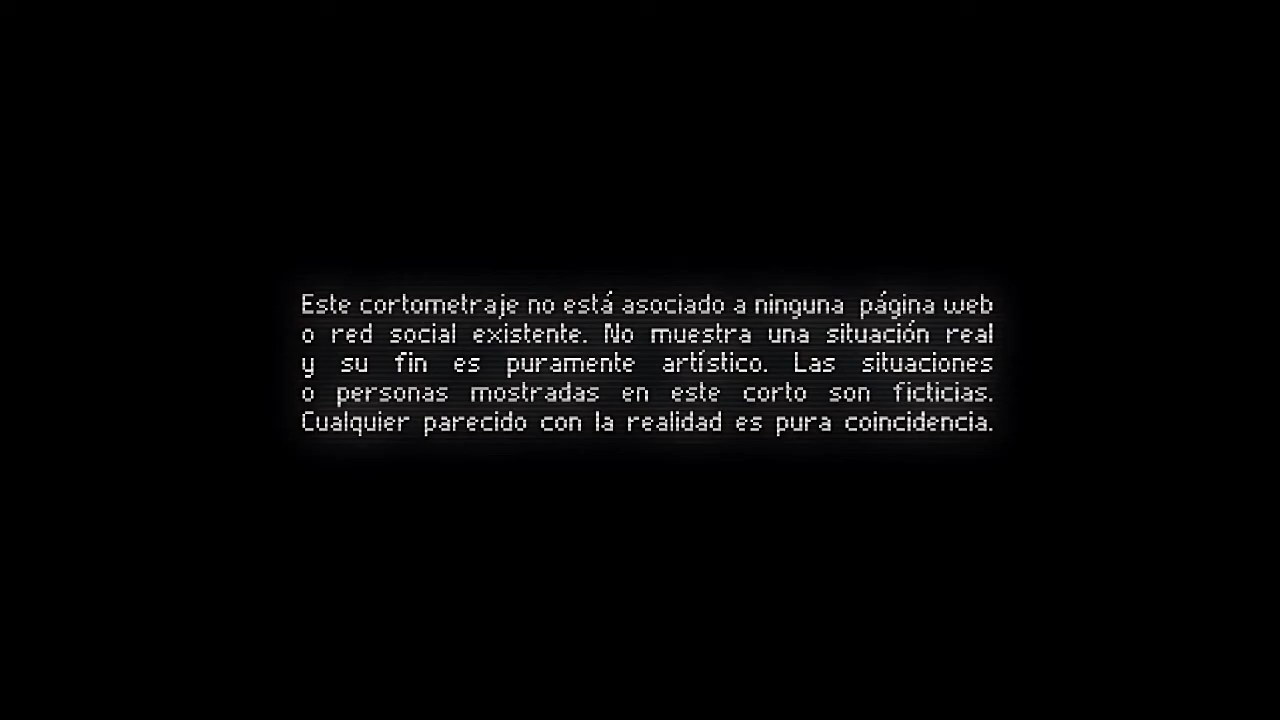 Este cortometraje no está asociado a ninguna página web
o red social existente. No muestra una situación real
y su fin es puramente artístico. Las situaciones
o personas mostradas en este corto son ficticias.
Cualquier parecido con la realidad es pura coincidencia.